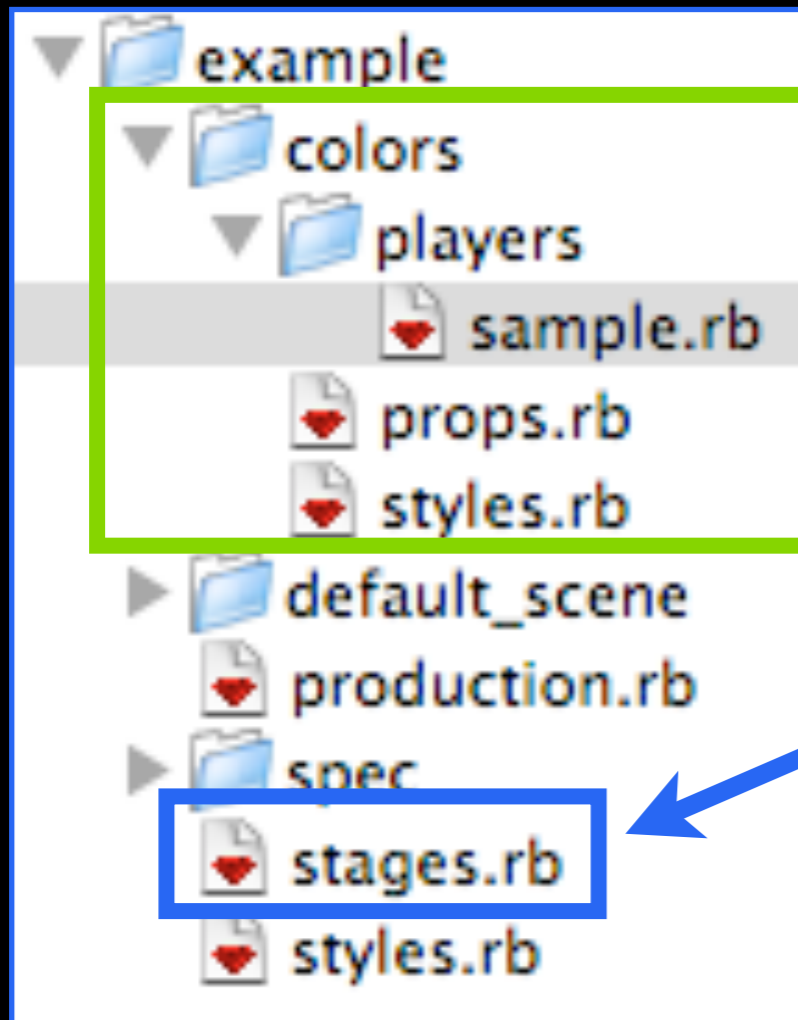 example
colors
players
sample.rb
props.rb
styles.rb
default_scene
production.rb
spec
stages.rb
styles.rb